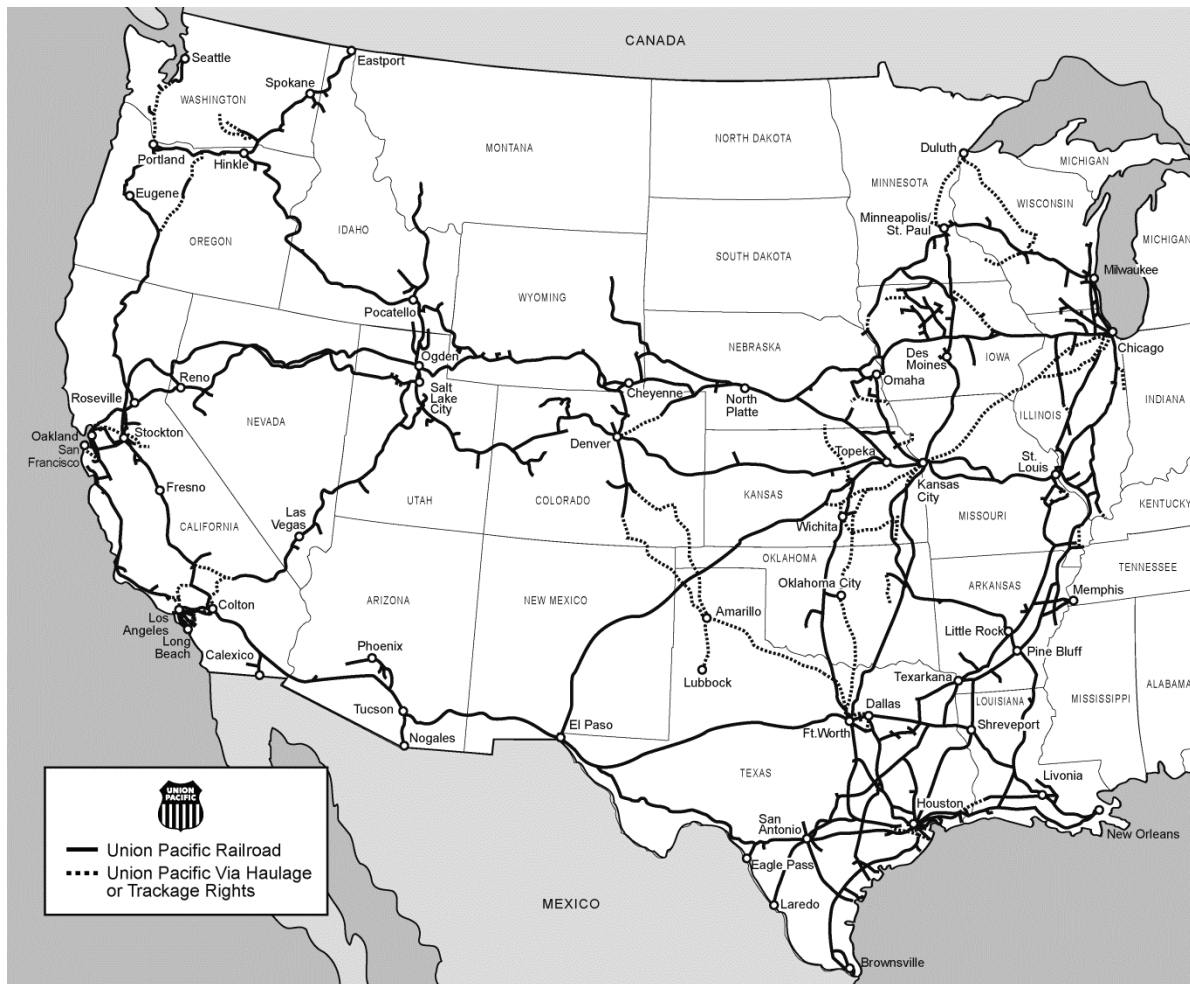 CANADA
Seattle
Eastport
Spokane
WASHINGTON
MONTANA
NORTH DAKOTA
Duluth
MICHIGAN
Portland
Hinkle
MINNESOTA
WISCONSIN
Eugene
Minneapolis/
St. Paul
MICHIGAN
OREGON
IDAHO
SOUTH DAKOTA
Milwaukee
WYOMING
Pocatello
NEBRASKA
Chicago
Ogden
Des
Moines
IOWA
Reno
Salt
Lake
City
Cheyenne
North
Platte
Omaha
Roseville
NEVADA
ILLINOIS
INDIANA
Oakland
San
Francisco
Stockton
Denver
Topeka
St.
Louis
Fresno
UTAH
COLORADO
KANSAS
Kansas
City
KENTUCKY
Las
Vegas
Wichita
MISSOURI
CALIFORNIA
OKLAHOMA
TENNESSEE
Oklahoma City
ARKANSAS
Memphis
ARIZONA
NEW MEXICO
Los
Angeles
Long
Beach
Colton
Amarillo
Little Rock
Phoenix
Pine Bluff
Calexico
Lubbock
Texarkana
MISSISSIPPI
ALABAMA
Tucson
Dallas
LOUISIANA
Nogales
El Paso
Ft.Worth
Shreveport
TEXAS
Livonia
Houston
San
Antonio
New Orleans
Eagle Pass
Laredo
MEXICO
Brownsville
UNION
PACIFIC
Union Pacific Railroad
Union Pacific Via Haulage
or Trackage Rights